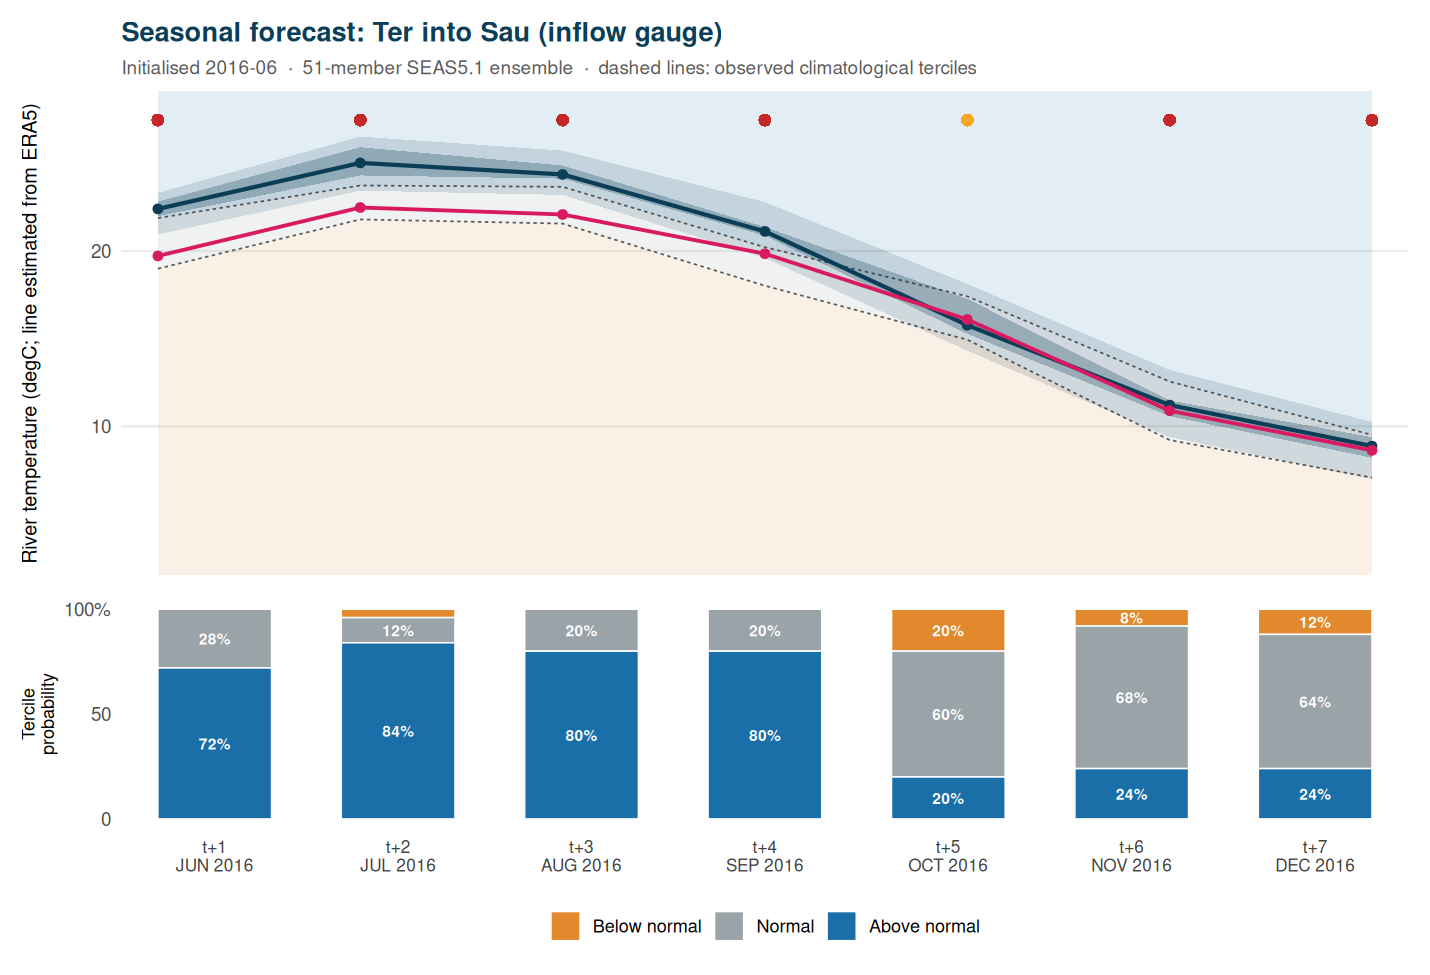 Seasonal forecast: Ter into Sau (inflow gauge)
Initialised 2016-06 · 51-member SEAS5.1 ensemble · dashed lines: observed climatological terciles
River temperature (degC; line estimated from ERA5)
20
10
Tercile
probability
100%
50
0
28%
72%
12%
84%
20%
80%
20%
80%
20%
60%
20%
8%
68%
24%
12%
64%
24%
t+1
JUN 2016
t+2
JUL 2016
t+3
AUG 2016
t+4
SEP 2016
t+5
OCT 2016
t+6
NOV 2016
t+7
DEC 2016
Below normal
Normal
Above normal